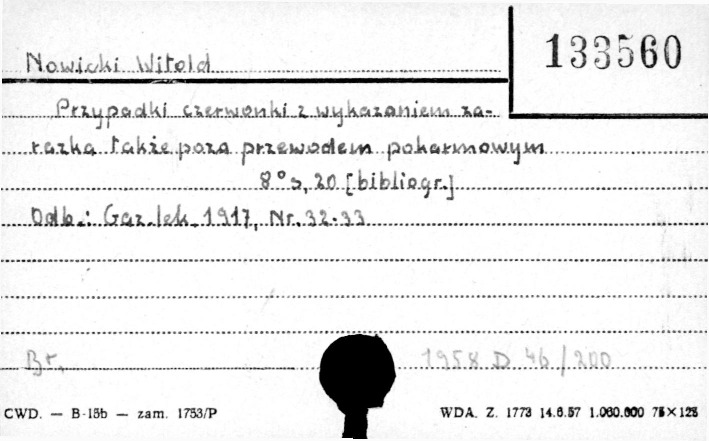 133560
Nowicki Witold
Przypadki czerwonki z wykazaniem za-
razka także poza przewodem pokarmowym
8° s, 20 [bibliogr.]
Odb.: Gaz. lek. 1917, Nr. 32-33
Br. 1958 D 46/200
CWD. — B-15b — zam. 1753/P WDA. Z. 1773 14.6.57 1.060.000 75×125